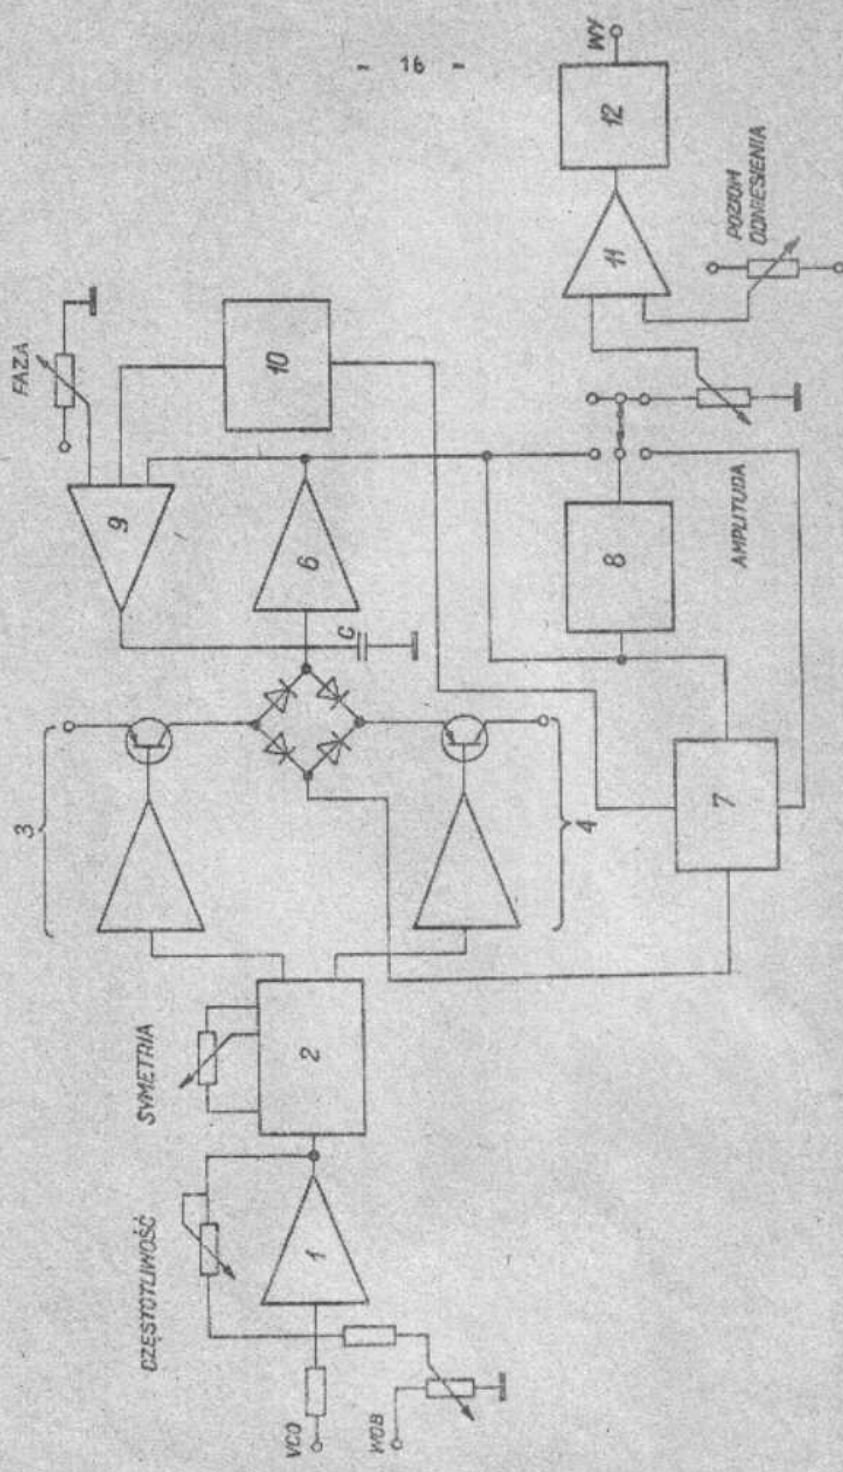 - 16 -
WY
12
11
POZIOM
ODNIESIENIA
FAZA
10
9
6
C
8
AMPLITUDA
3
4
7
SYMETRIA
2
CZĘSTOTLIWOŚĆ
1
VCO
WOB